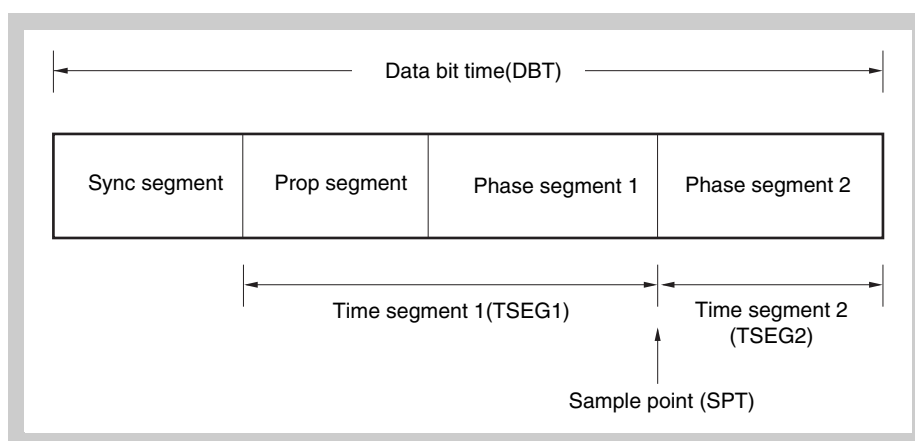 Data bit time(DBT)
Sync segment
Prop segment
Phase segment 1
Phase segment 2
Time segment 1(TSEG1)
Time segment 2
(TSEG2)
Sample point (SPT)